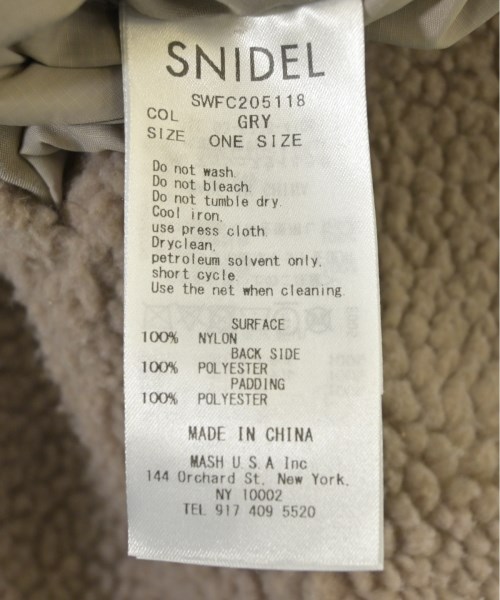 SNIDEL
SWFC205118
COL GRY
SIZE ONE SIZE
Do not wash.
Do not bleach.
Do not tumble dry.
Cool iron,
use press cloth.
Dryclean,
petroleum solvent only.
short cycle.
Use the net when cleaning.
SURFACE
100% NYLON
BACK SIDE
100% POLYESTER
PADDING
100% POLYESTER
MADE IN CHINA
MASH U.S.A Inc
144 Orchard St, New York,
NY 10002
TEL 917 409 5520